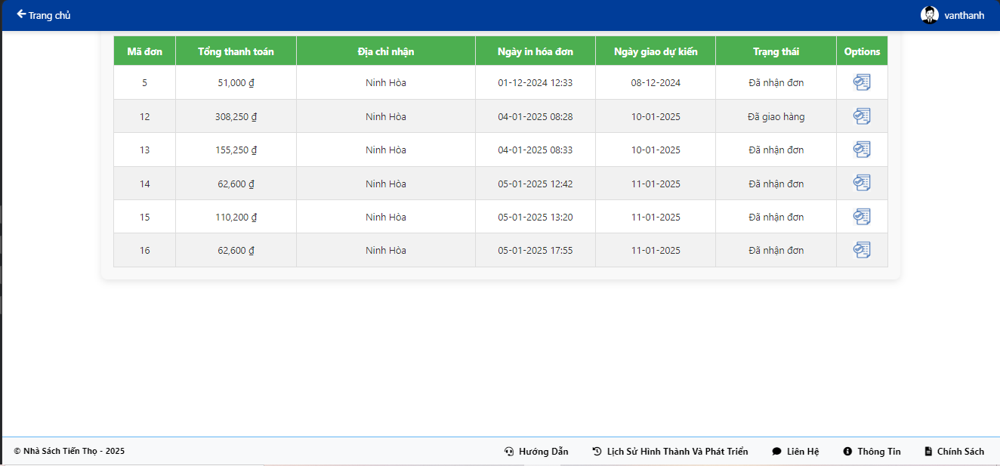 Trang chủ vanthanh
Mã đơn Tổng thanh toán Địa chỉ nhận Ngày in hóa đơn Ngày giao dự kiến Trạng thái Options
5 51,000 ₫ Ninh Hòa 01-12-2024 12:33 08-12-2024 Đã nhận đơn
12 308,250 ₫ Ninh Hòa 04-01-2025 08:28 10-01-2025 Đã giao hàng
13 155,250 ₫ Ninh Hòa 04-01-2025 08:33 10-01-2025 Đã nhận đơn
14 62,600 ₫ Ninh Hòa 05-01-2025 12:42 11-01-2025 Đã nhận đơn
15 110,200 ₫ Ninh Hòa 05-01-2025 13:20 11-01-2025 Đã nhận đơn
16 62,600 ₫ Ninh Hòa 05-01-2025 17:55 11-01-2025 Đã nhận đơn
© Nhà Sách Tiến Thọ - 2025 Hướng Dẫn Lịch Sử Hình Thành Và Phát Triển Liên Hệ Thông Tin Chính Sách